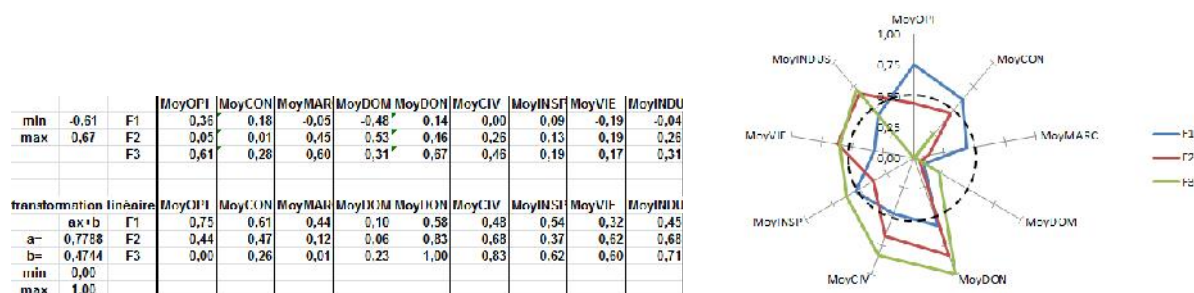 MoyOPI MoyCON MoyMAR MoyDOM MoyDON MoyCIV MoyINSP MoyVIE MoyINDU
min -0.61 F1 0,36 0,18 -0,05 -0,48 0,14 0,00 0,09 -0,19 -0,04
max 0,67 F2 0,05 0,01 0,45 0,53 0,46 0,26 0,13 0,19 0,26
F3 0,61 0,28 0,60 0,31 0,67 0,46 0,19 0,17 0,31
transformation linéaire MoyOPI MoyCON MoyMAR MoyDOM MoyDON MoyCIV MoyINSP MoyVIE MoyINDU
ax+b F1 0,75 0,61 0,44 0,10 0,58 0,48 0,54 0,32 0,45
a= 0,7788 F2 0,44 0,47 0,12 0,06 0,83 0,68 0,37 0,62 0,68
b= 0,4744 F3 0,00 0,26 0,01 0,23 1,00 0,83 0,62 0,60 0,71
min 0,00
max 1,00
MoyOPI
1,00
MoyCON
MoyINDUS
0,75
0,25
MoyVIE
MoyMARC
0,00
F1
F2
F3
MoyINSP
MoyDOM
MoyCIV
MoyDON